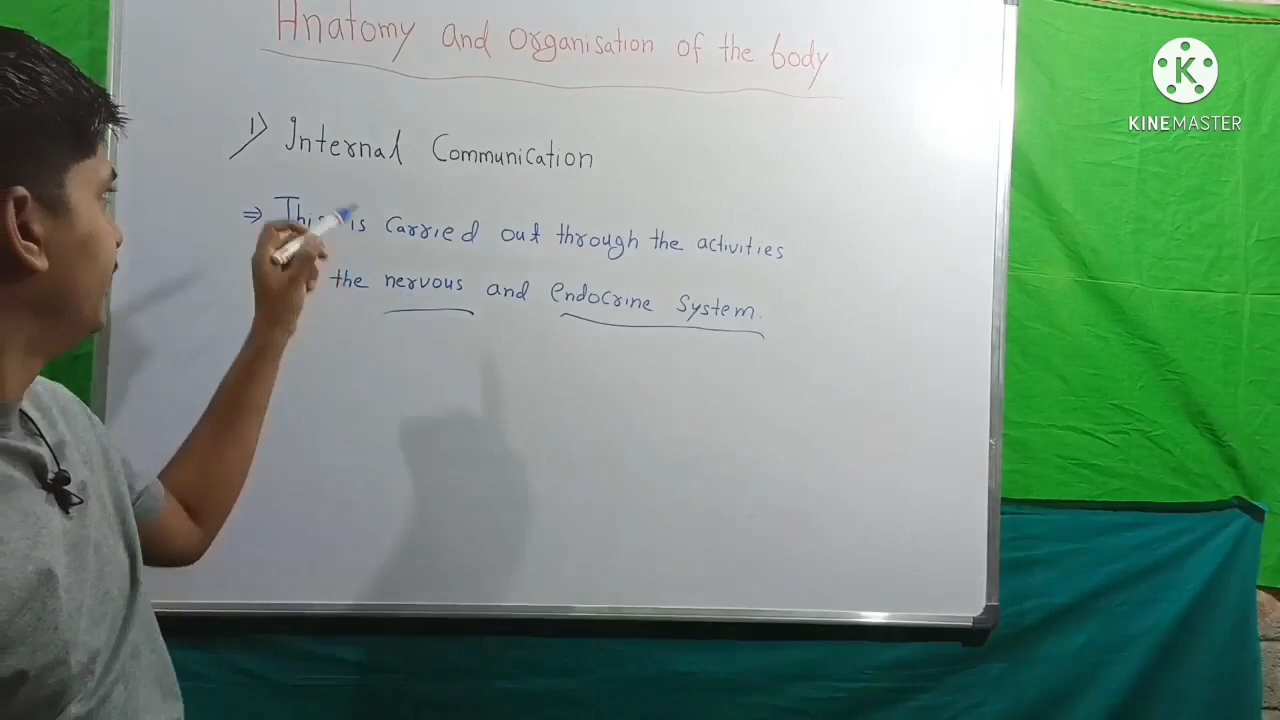 Anatomy and organisation of the body
1) Internal Communication
⇒ This is carried out through the activities
the nervous and endocrine system.
K
KINEMASTER